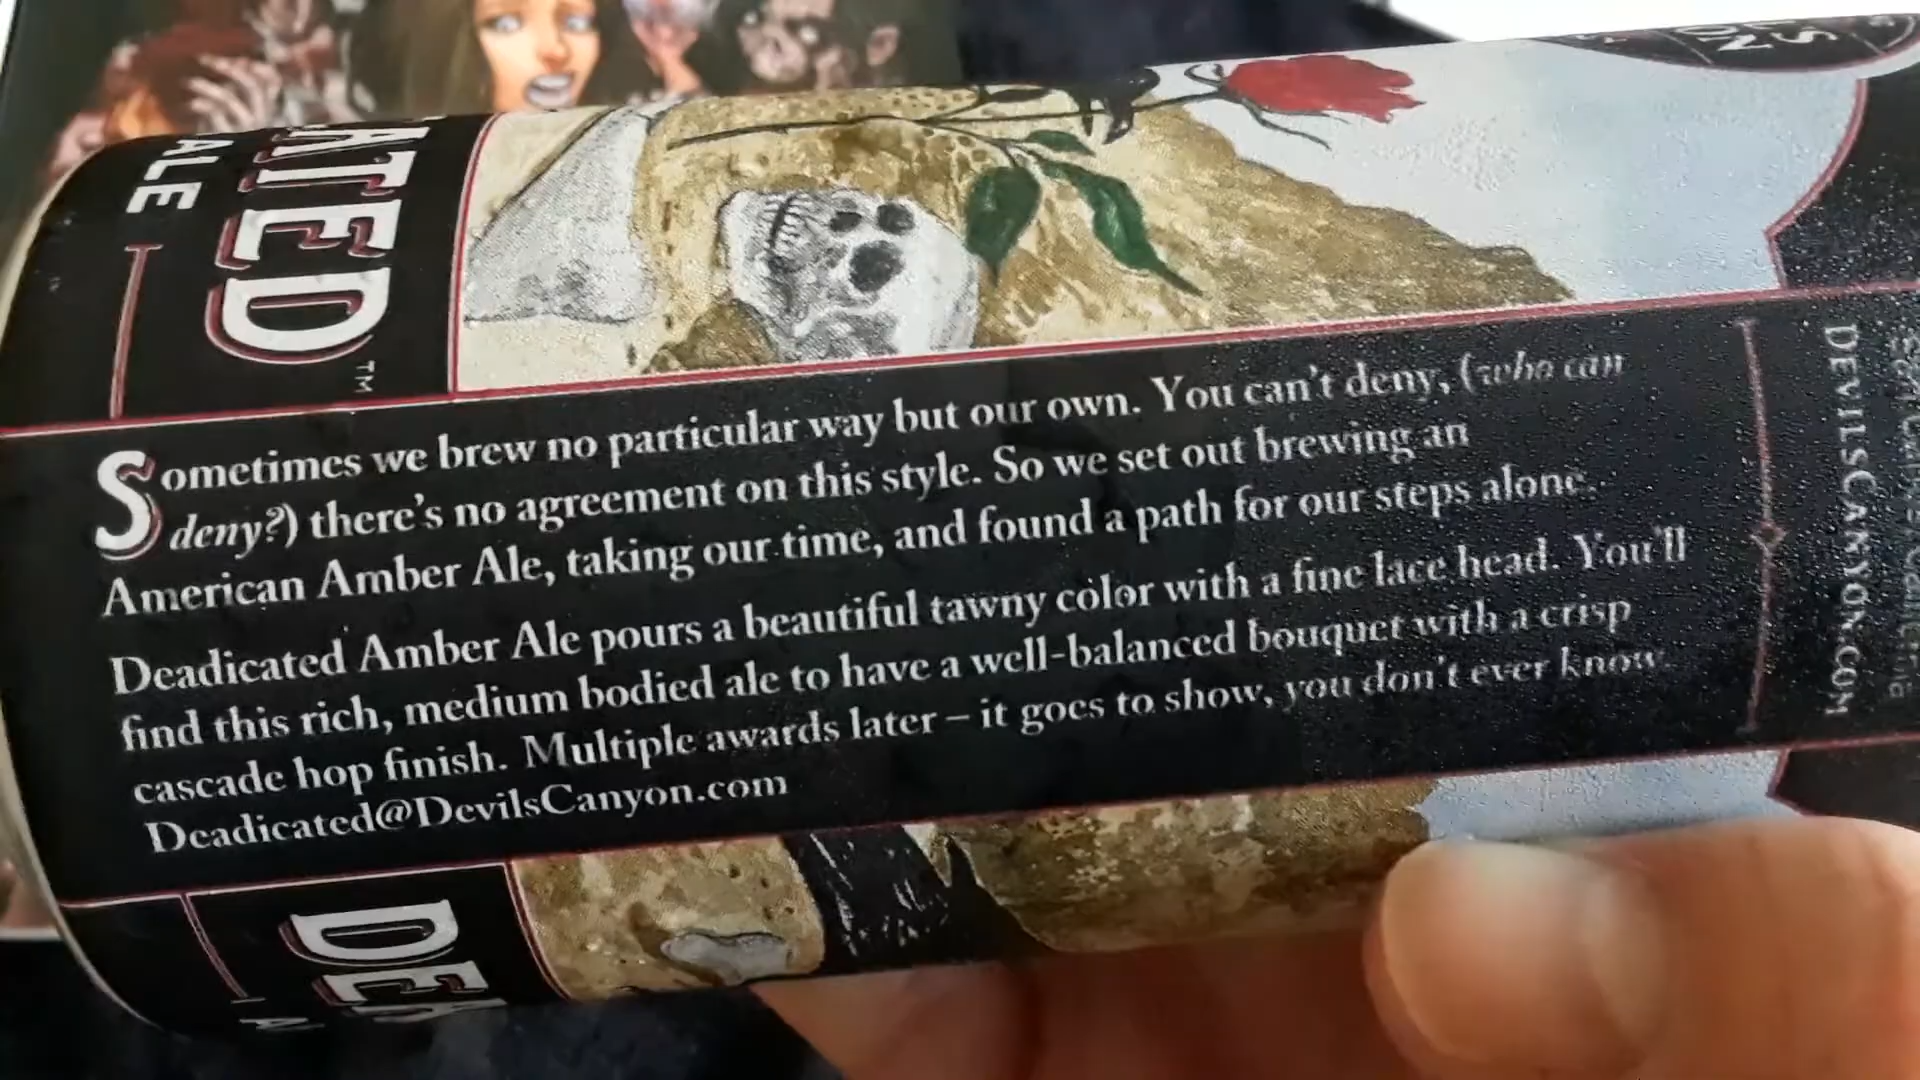 Sometimes we brew no particular way but our own. You can't deny, (who can
deny?) there's no agreement on this style. So we set out brewing an
American Amber Ale, taking our time, and found a path for our steps alone.
Deadicated Amber Ale pours a beautiful tawny color with a fine lace head. You'll
find this rich, medium bodied ale to have a well-balanced bouquet with a crisp
cascade hop finish. Multiple awards later – it goes to show, you don't ever know.
Deadicated@DevilsCanyon.com
ATED™
ALE
DEVILSCANYON.COM
DEA